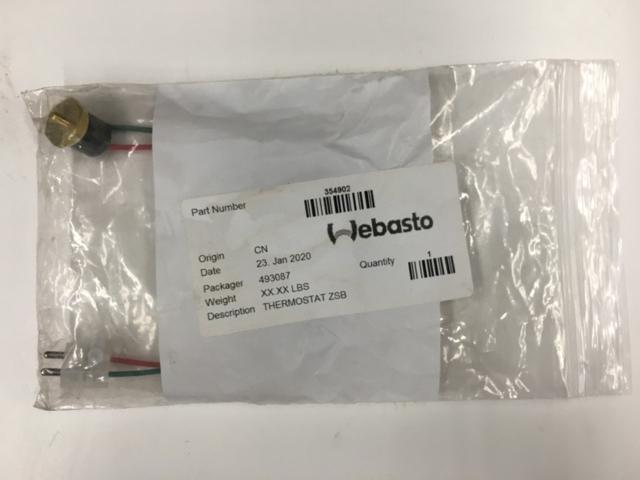 Part Number 354902
Webasto
Origin CN
Date 23. Jan 2020
Packager 493087
Quantity 1
Weight XX.XX LBS
Description THERMOSTAT ZSB